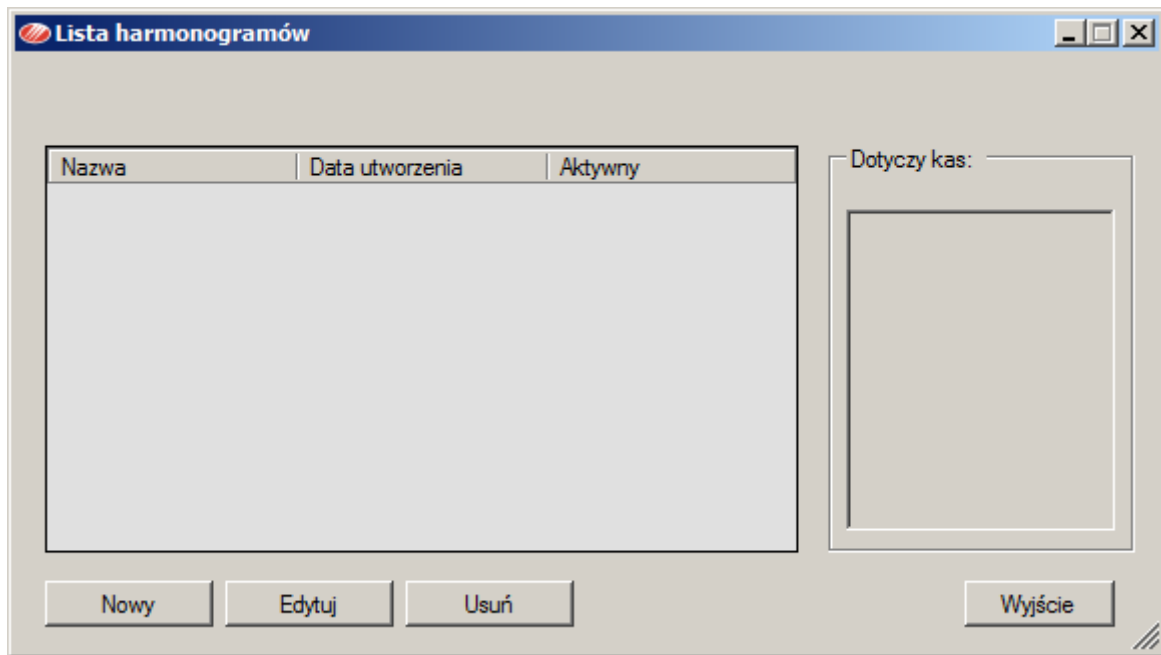 Lista harmonogramów
Nazwa Data utworzenia Aktywny
Dotyczy kas:
Nowy Edytuj Usuń Wyjście